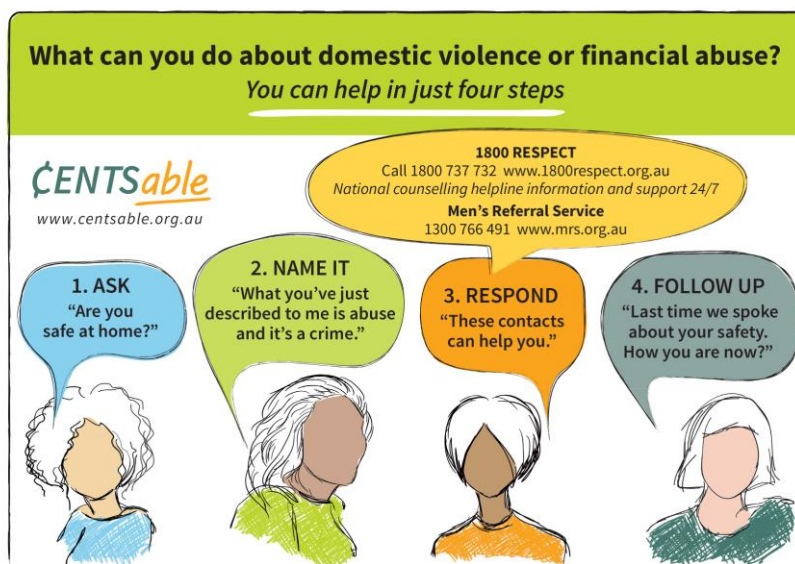 What can you do about domestic violence or financial abuse?
You can help in just four steps
CENTSable
www.centsable.org.au
1800 RESPECT
Call 1800 737 732 www.1800respect.org.au
National counselling helpline information and support 24/7
Men's Referral Service
1300 766 491 www.mrs.org.au
1. ASK
“Are you
safe at home?”
2. NAME IT
“What you've just
described to me is abuse
and it's a crime.”
3. RESPOND
“These contacts
can help you.”
4. FOLLOW UP
“Last time we spoke
about your safety.
How you are now?”